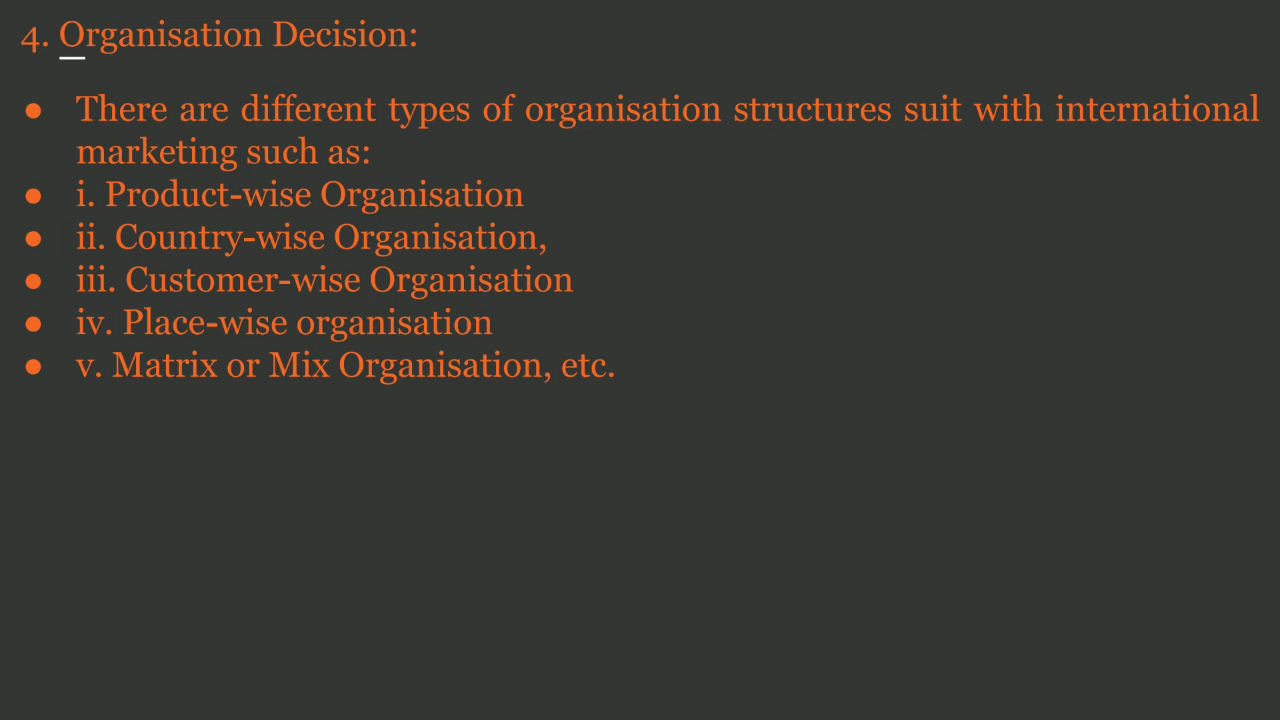 4. Organisation Decision:
● There are different types of organisation structures suit with international
marketing such as:
● i. Product-wise Organisation
● ii. Country-wise Organisation,
● iii. Customer-wise Organisation
● iv. Place-wise organisation
● v. Matrix or Mix Organisation, etc.